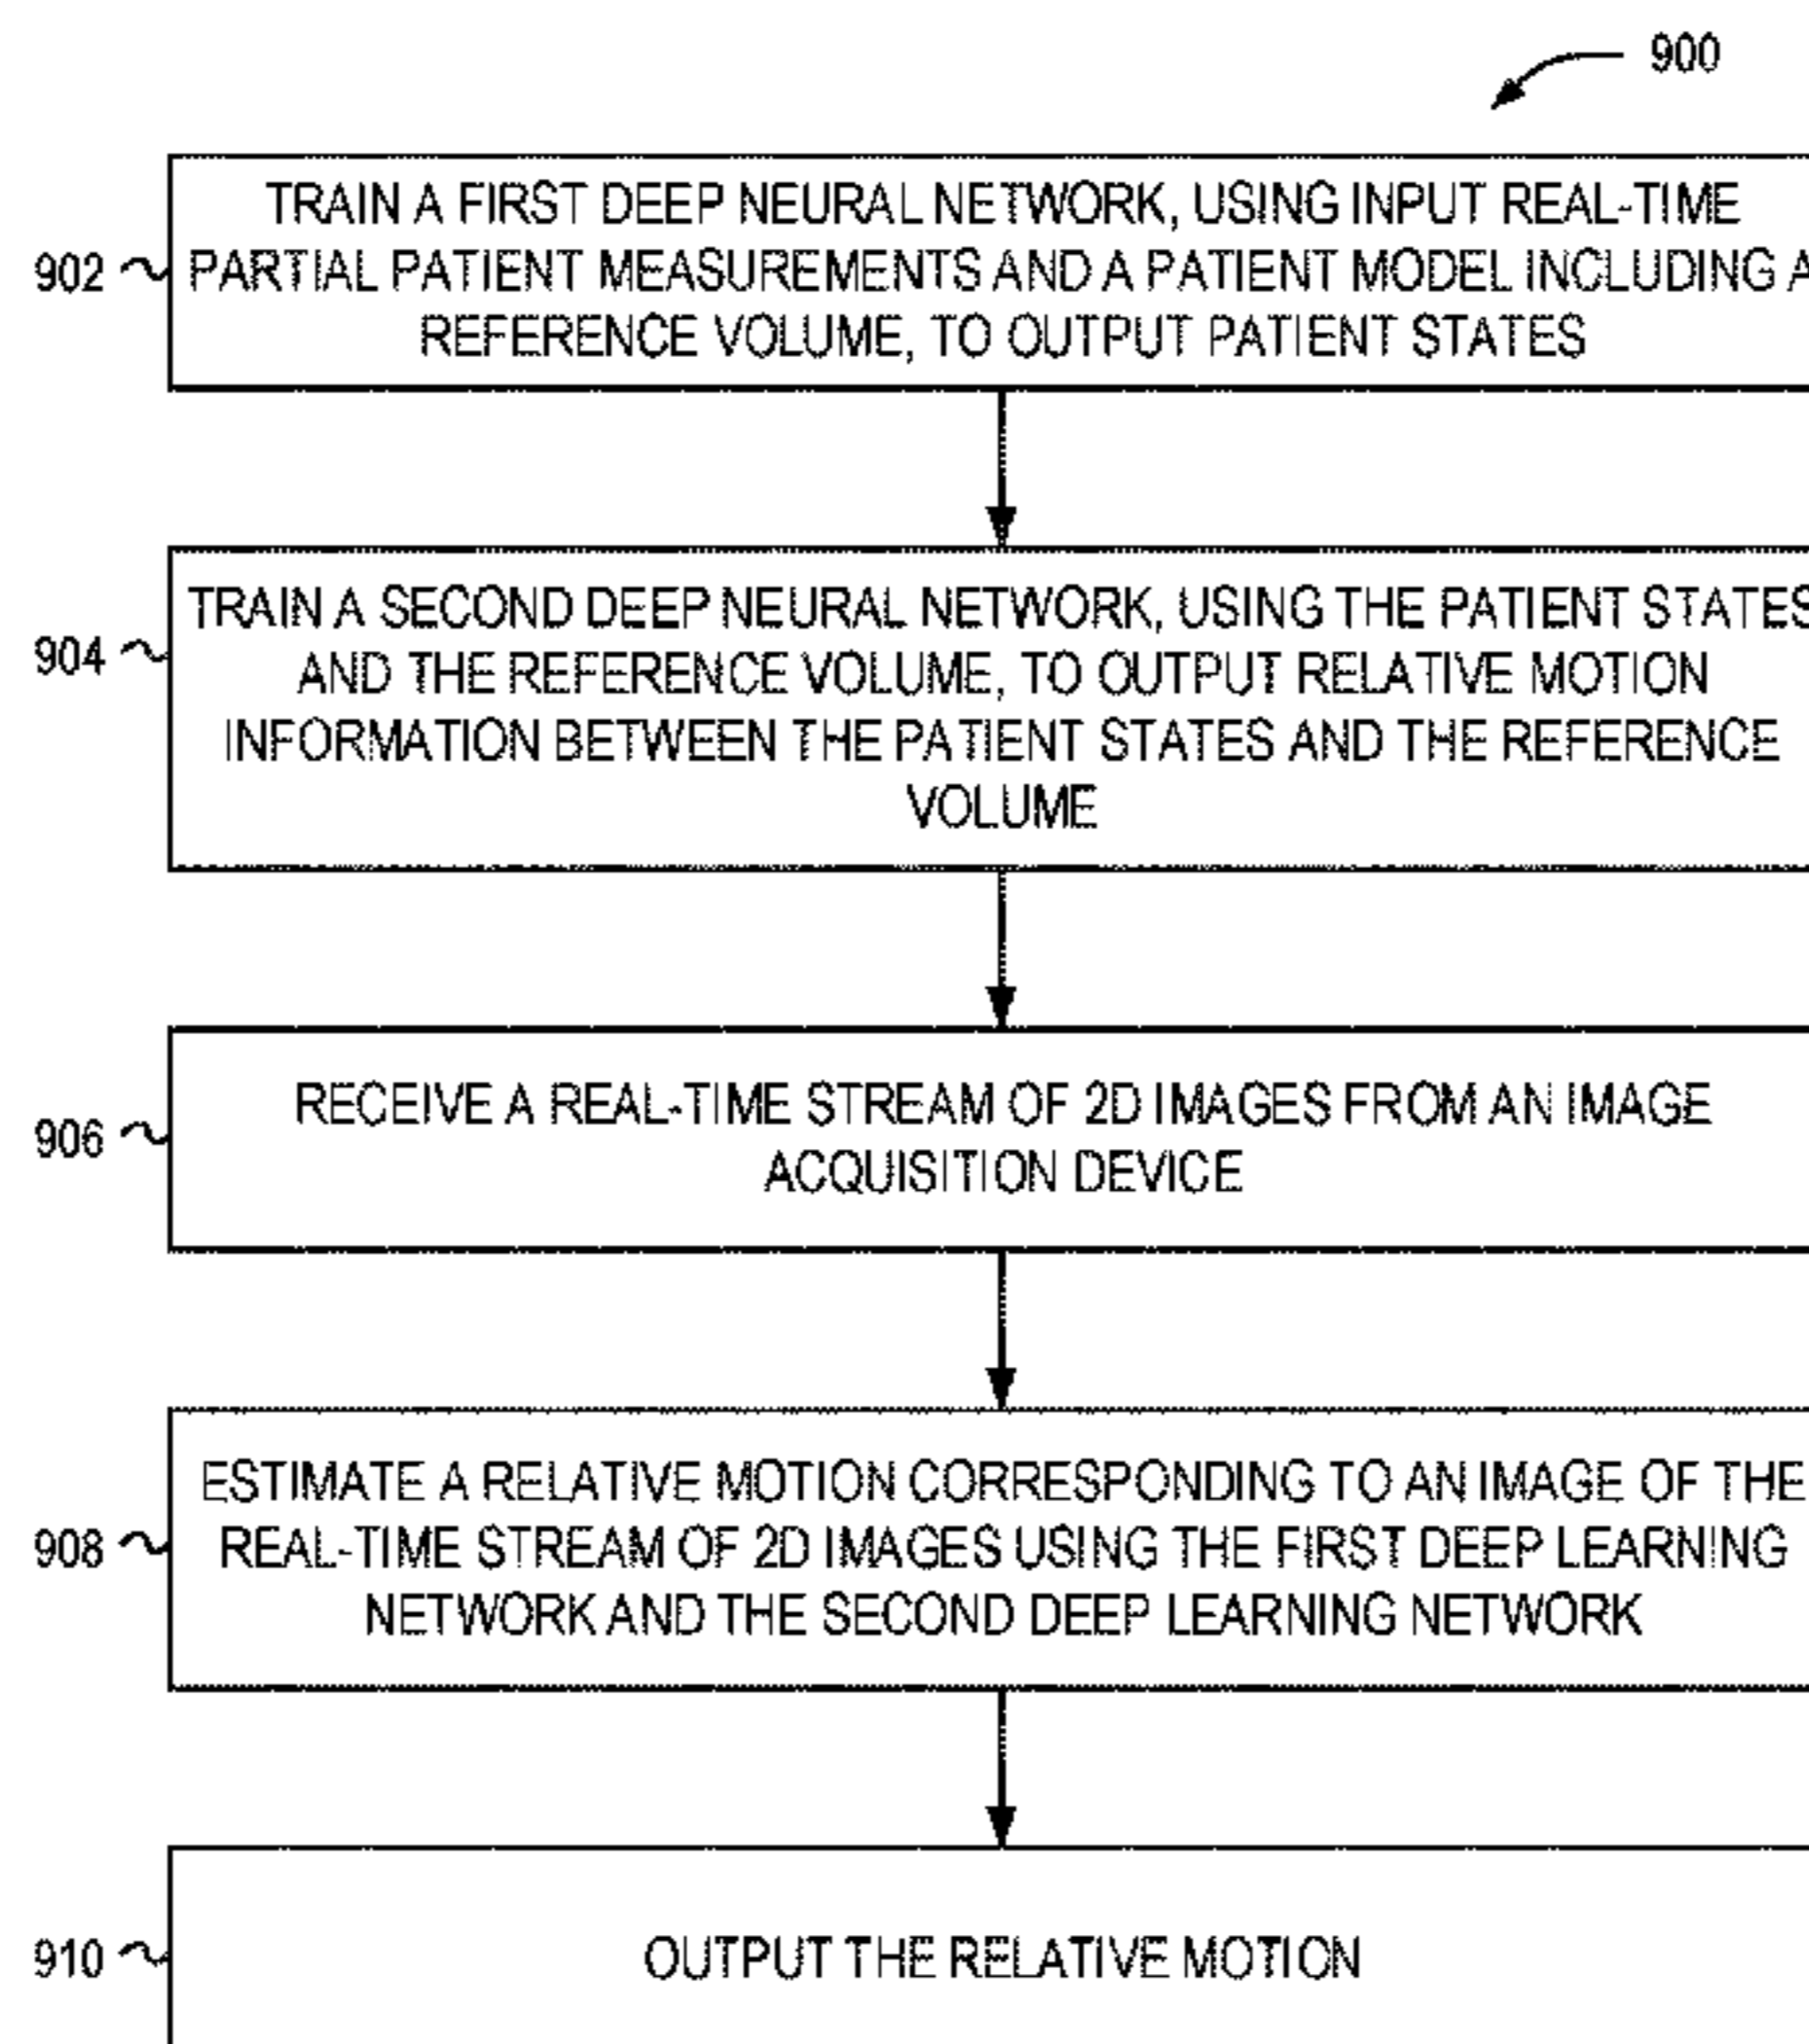 900
TRAIN A FIRST DEEP NEURAL NETWORK, USING INPUT REAL-TIME
902
PARTIAL PATIENT MEASUREMENTS AND A PATIENT MODEL INCLUDING A
REFERENCE VOLUME, TO OUTPUT PATIENT STATES
TRAIN A SECOND DEEP NEURAL NETWORK, USING THE PATIENT STATES
904
AND THE REFERENCE VOLUME, TO OUTPUT RELATIVE MOTION
INFORMATION BETWEEN THE PATIENT STATES AND THE REFERENCE
VOLUME
RECEIVE A REAL-TIME STREAM OF 2D IMAGES FROM AN IMAGE
906
ACQUISITION DEVICE
ESTIMATE A RELATIVE MOTION CORRESPONDING TO AN IMAGE OF THE
908
REAL-TIME STREAM OF 2D IMAGES USING THE FIRST DEEP LEARNING
NETWORK AND THE SECOND DEEP LEARNING NETWORK
910
OUTPUT THE RELATIVE MOTION